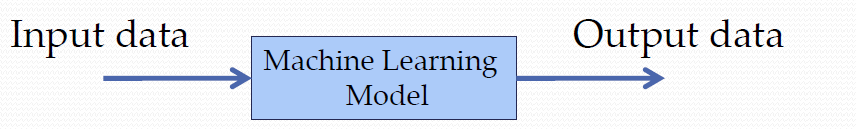 Input data
Machine Learning
Model
Output data